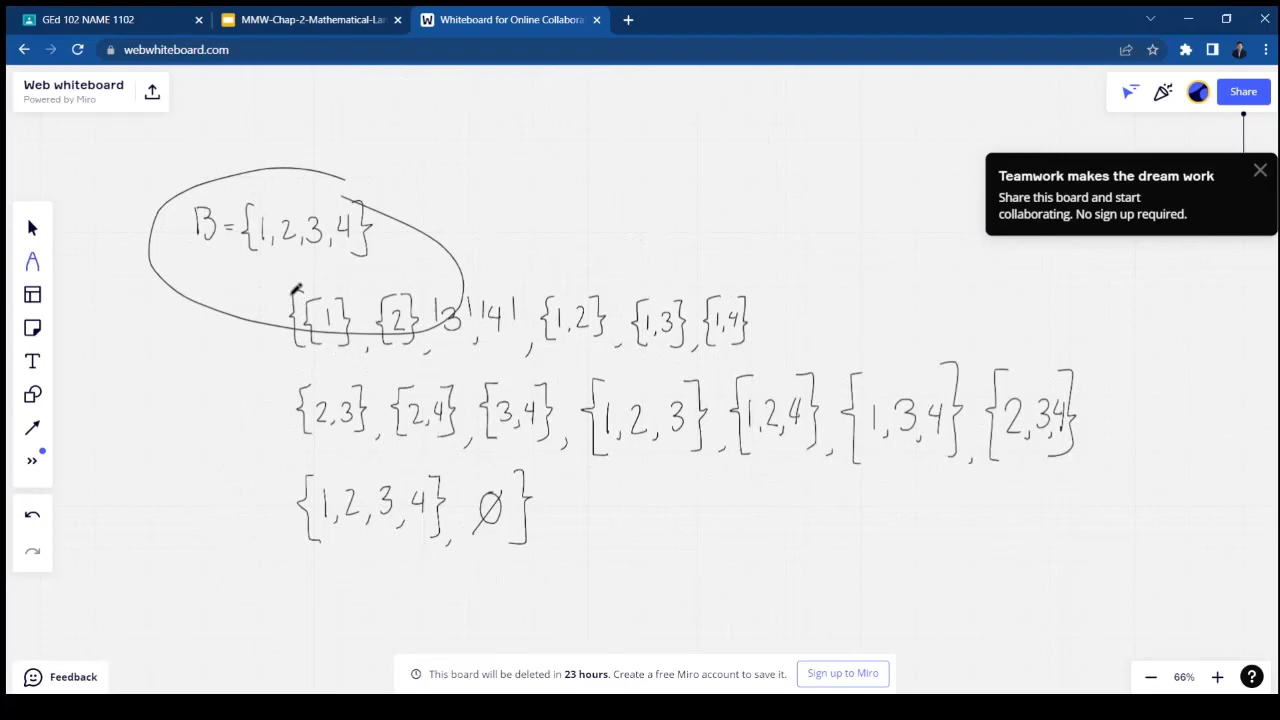 GEd 102 NAME 1102
MMW-Chap-2-Mathematical-Lan
Whiteboard for Online Collabora
webwhiteboard.com
Web whiteboard
Powered by Miro
Share
Teamwork makes the dream work
Share this board and start
collaborating. No sign up required.
B = {1,2,3,4}
{{1}, {2}, |3|, |4|, {1,2}, {1,3}, {1,4}
{2,3}, {2,4}, {3,4}, {1,2,3}, {1,2,4}, {1,3,4}, {2,3,4}
{1,2,3,4}, Ø}
T
Feedback
This board will be deleted in 23 hours. Create a free Miro account to save it.
Sign up to Miro
66%
?